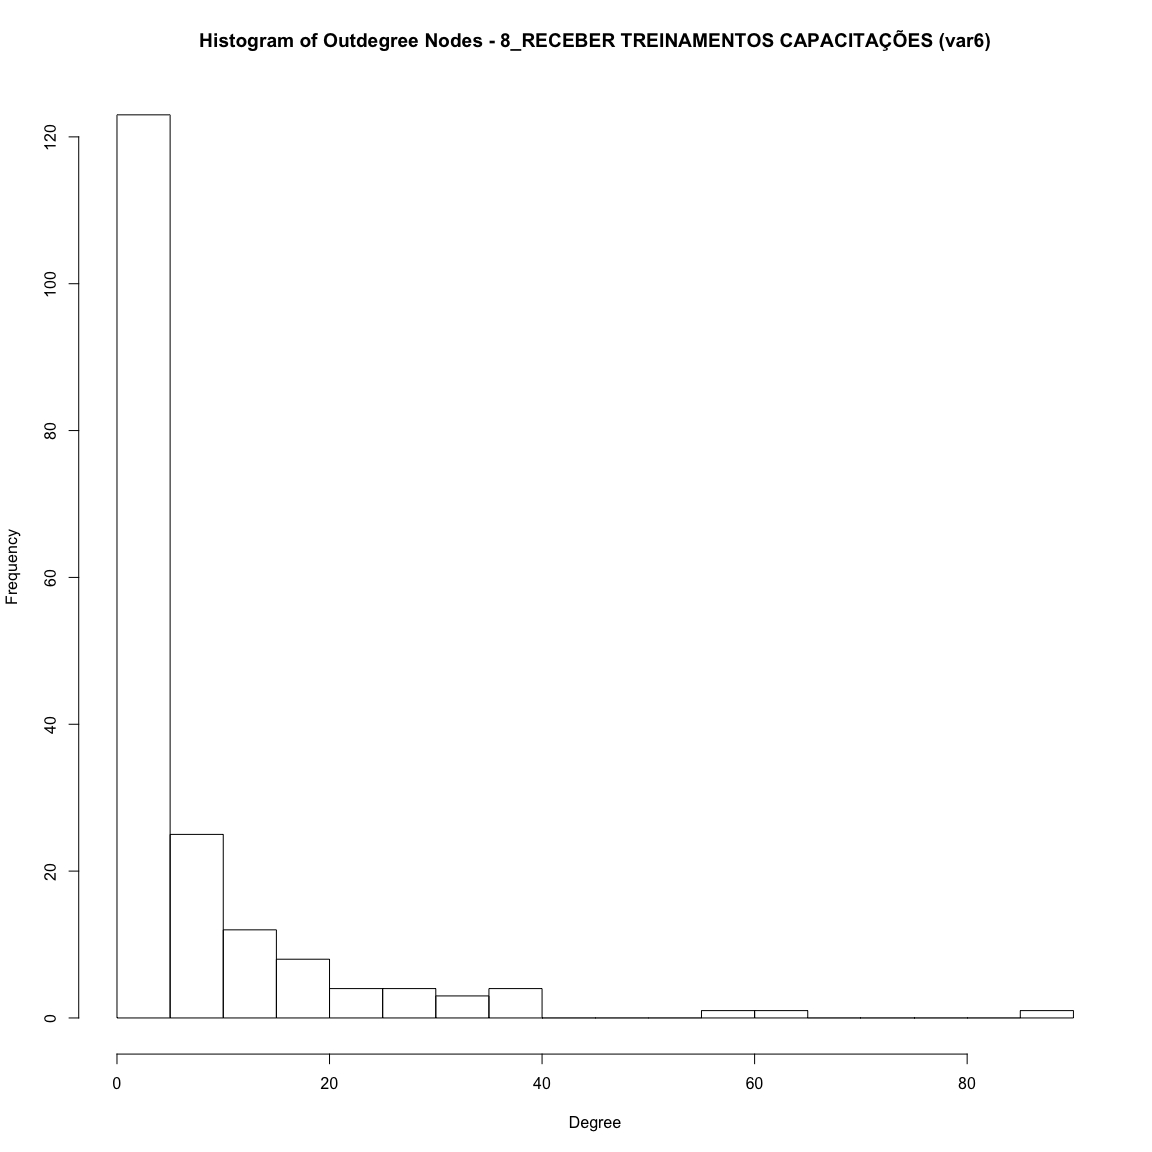 Histogram of Outdegree Nodes - 8_RECEBER TREINAMENTOS CAPACITAÇÕES (var6)
120
100
80
60
40
20
0
Frequency
0 20 40 60 80
Degree